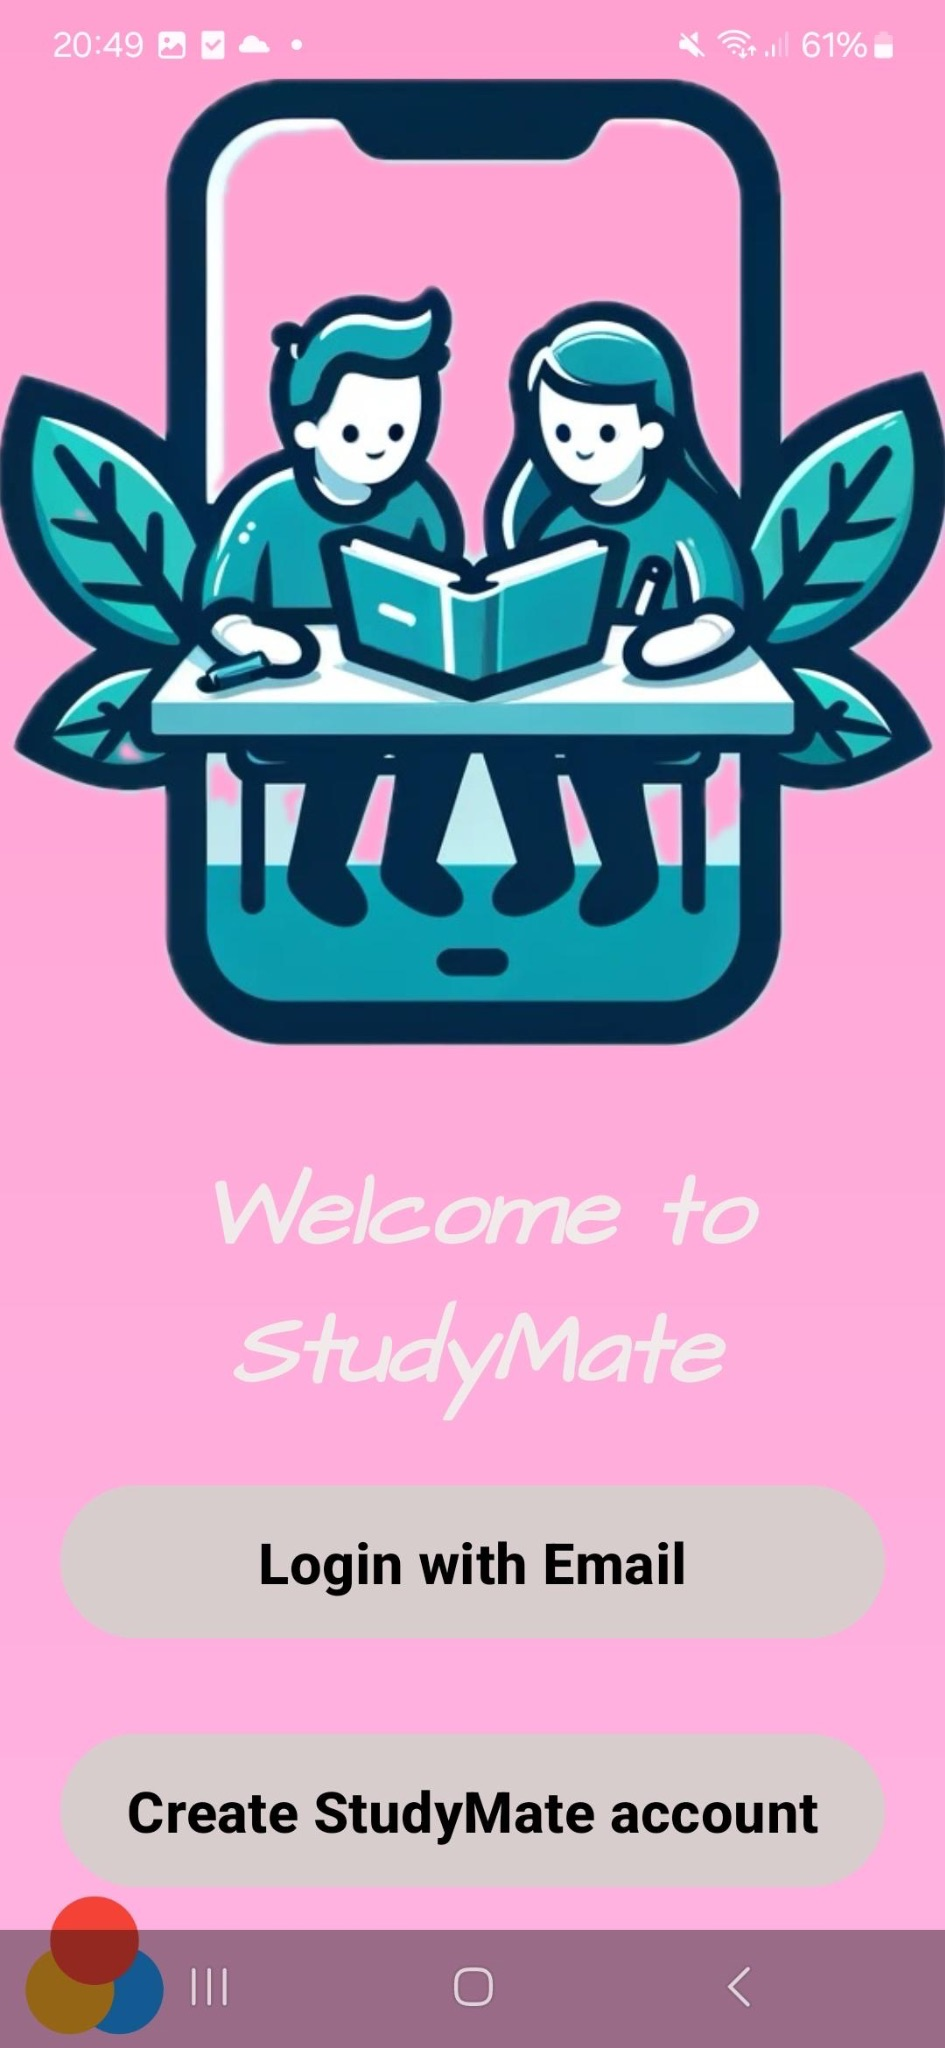 20:49
61%
Welcome to
StudyMate
Login with Email
Create StudyMate account